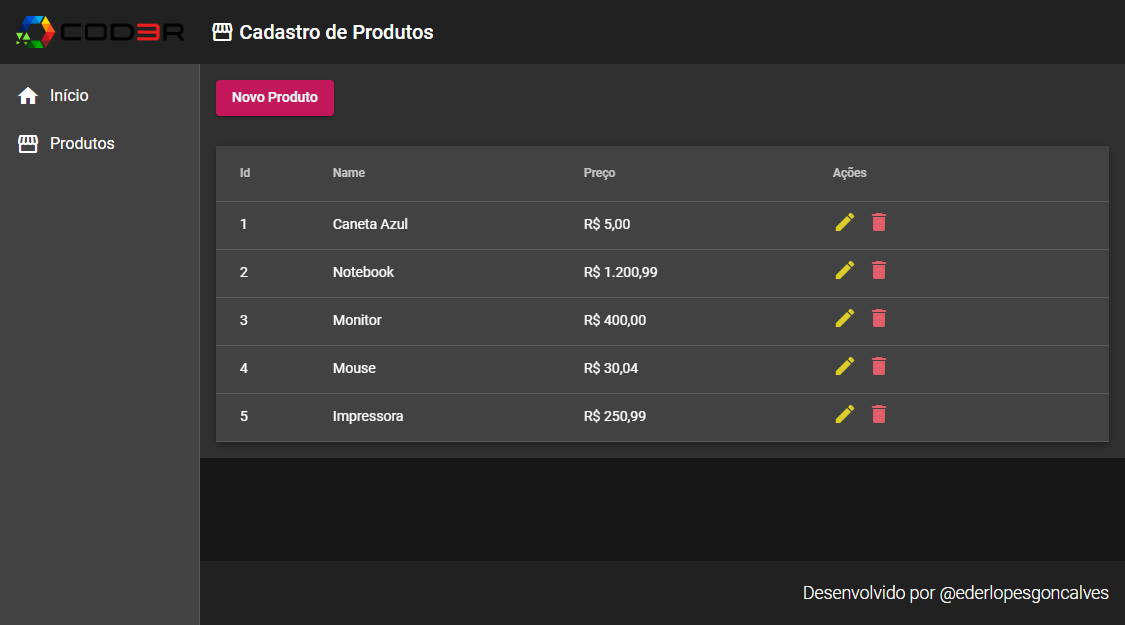 COD3R
Cadastro de Produtos
Início
Produtos
Novo Produto
Id Name Preço Ações
1 Caneta Azul R$ 5,00
2 Notebook R$ 1.200,99
3 Monitor R$ 400,00
4 Mouse R$ 30,04
5 Impressora R$ 250,99
Desenvolvido por @ederlopesgoncalves